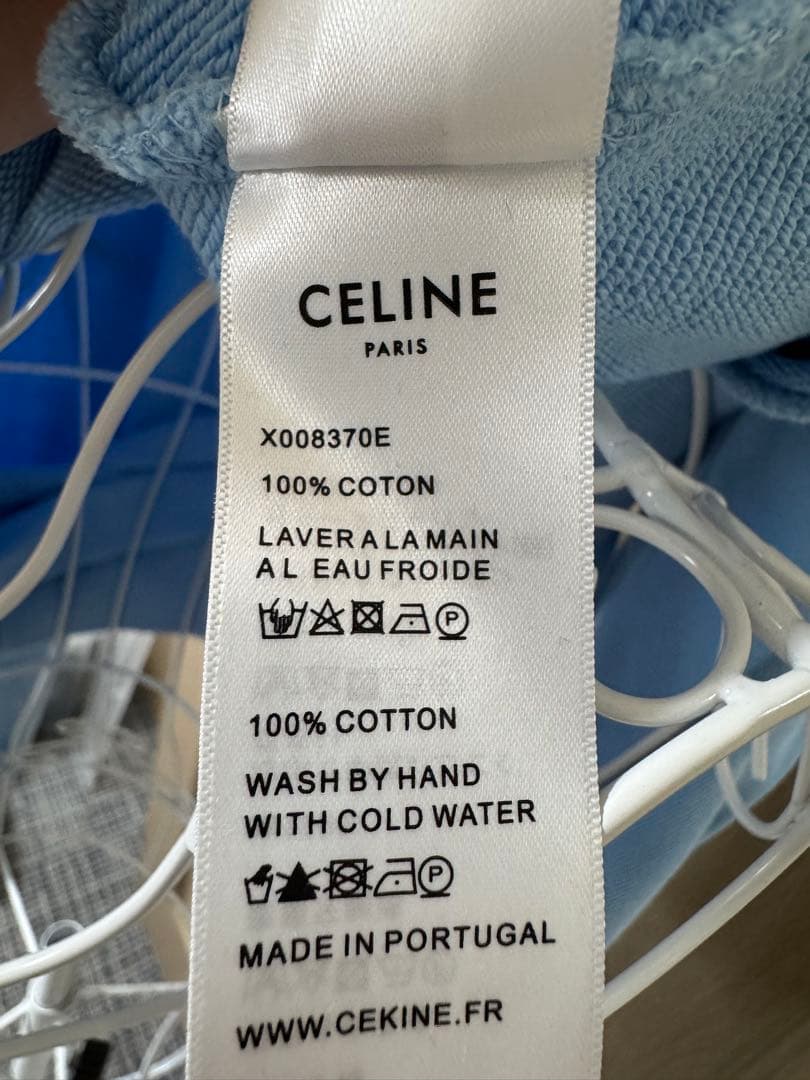 CELINE
PARIS
X008370E
100% COTON
LAVER A LA MAIN
A L EAU FROIDE
P
100% COTTON
WASH BY HAND
WITH COLD WATER
P
MADE IN PORTUGAL
WWW.CEKINE.FR